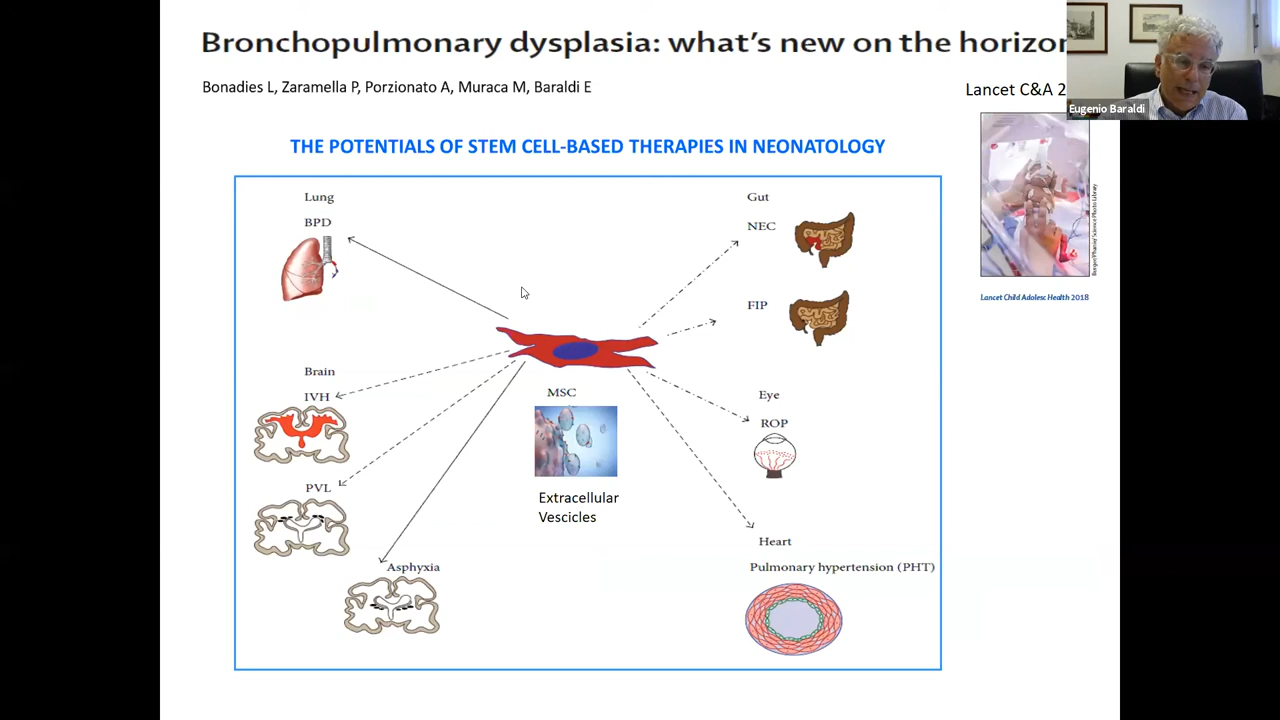 Bronchopulmonary dysplasia: what's new on the horizon
Bonadies L, Zaramella P, Porzionato A, Muraca M, Baraldi E
Lancet C&A 2
Eugenio Baraldi
THE POTENTIALS OF STEM CELL-BASED THERAPIES IN NEONATOLOGY
Lung
BPD
Gut
NEC
FIP
Lancet Child Adolesc Health 2018
Brain
IVH
MSC
Eye
ROP
PVL
Extracellular
Vescicles
Heart
Asphyxia
Pulmonary hypertension (PHT)